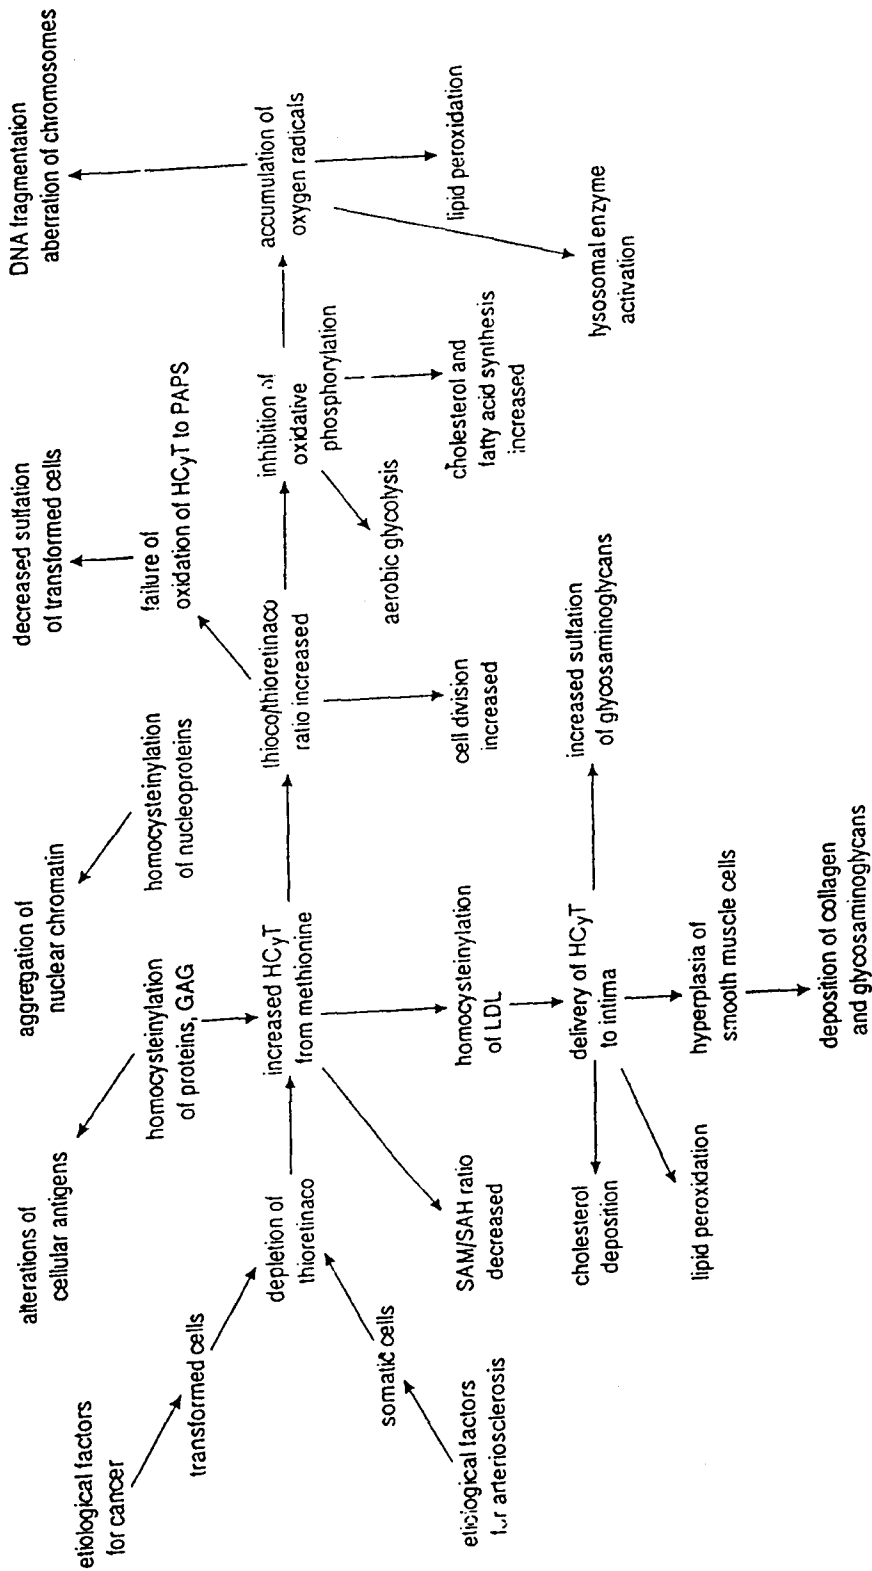 etiological factors
for cancer
transformed cells
alterations of
cellular antigens
aggregation of
nuclear chromatin
decreased sulfation
of transformed cells
DNA fragmentation
aberration of chromosomes
homocysteinylation
of proteins, GAG
homocysteinylation
of nucleoproteins
failure of
oxidation of HCyT to PAPS
depletion of
thioretinaco
increased HCyT
from methionine
thioco/thioretinaco
ratio increased
inhibition of
oxidative
phosphorylation
accumulation of
oxygen radicals
somatic cells
aerobic glycolysis
etiological factors
for arteriosclerosis
SAM/SAH ratio
decreased
homocysteinylation
of LDL
cell division
increased
cholesterol and
fatty acid synthesis
increased
lipid peroxidation
cholesterol
deposition
delivery of HCyT
to intima
increased sulfation
of glycosaminoglycans
lysosomal enzyme
activation
lipid peroxidation
hyperplasia of
smooth muscle cells
deposition of collagen
and glycosaminoglycans